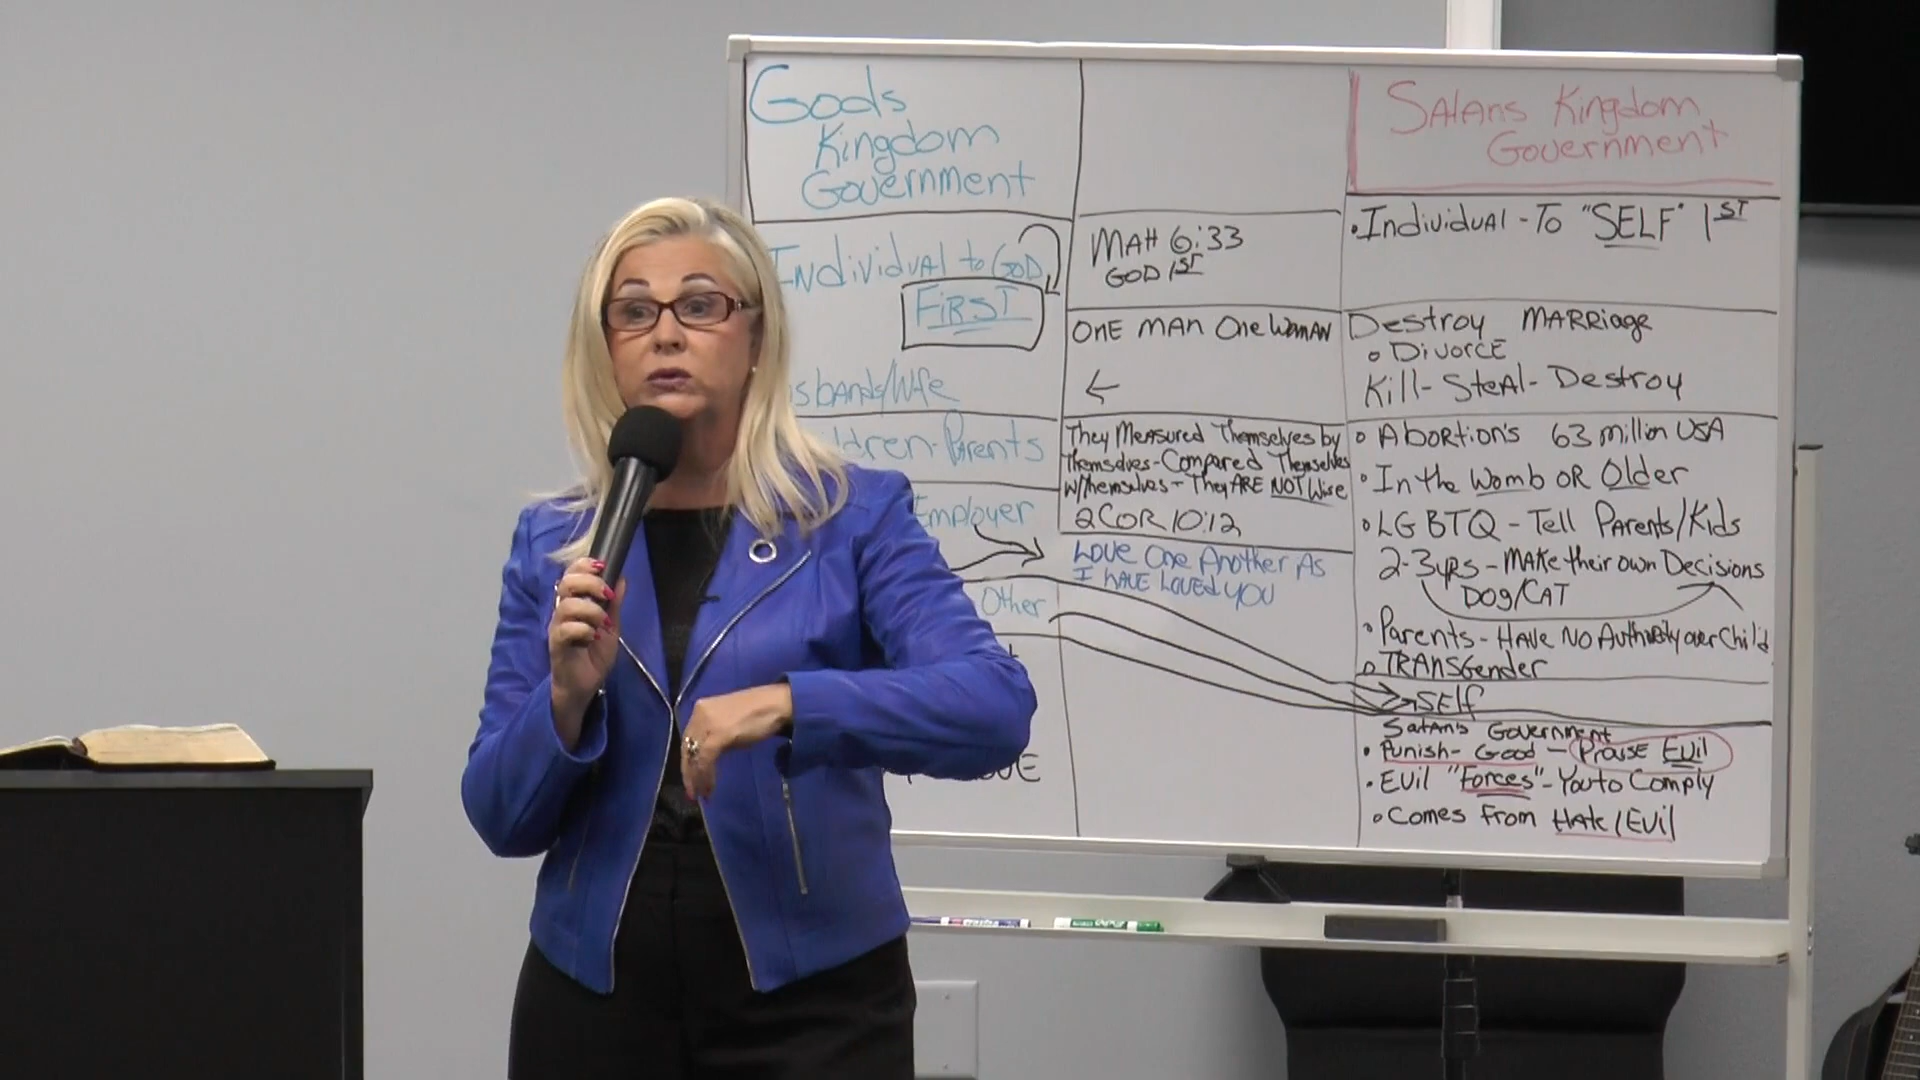 Gods
Kingdom
Government
Individual to GOD
FIRST
Wife
Parents
Employer
Other
MAtt 6:33
GOD 1ST
ONE MAN One WomAN
←
They Measured Themselves by
Themselves-Compared Themselves
w/themselves - They ARE NOT Wise
2 COR 10:12
Love One Another As
I HAVE LOVED YOU
SAtans Kingdom
Government
•Individual-To "SELF" 1ST
Destroy MARRiage
o Divorce
Kill-Steal-Destroy
o Abortion's 63 million USA
•In the Womb OR Older
•LGBTQ - Tell Parents/Kids
2-3yrs - MAKE their own Decisions
DOg/CAT
•Parents - HAVE No Authority over Child
o TRANSGender
SElf
Satan's Government
• Punish- Good - Praise EVil
• EVil "Forces" - You to Comply
o Comes From HAte/EVil